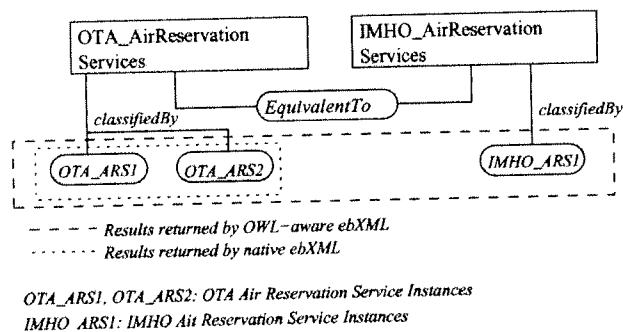 OTA_AirReservation
Services
IMHO_AirReservation
Services
EquivalentTo
classifiedBy
classifiedBy
OTA_ARS1
OTA_ARS2
IMHO_ARS1
Results returned by OWL-aware ebXML
Results returned by native ebXML
OTA_ARS1, OTA_ARS2: OTA Air Reservation Service Instances
IMHO_ARS1: IMHO Ait Reservation Service Instances